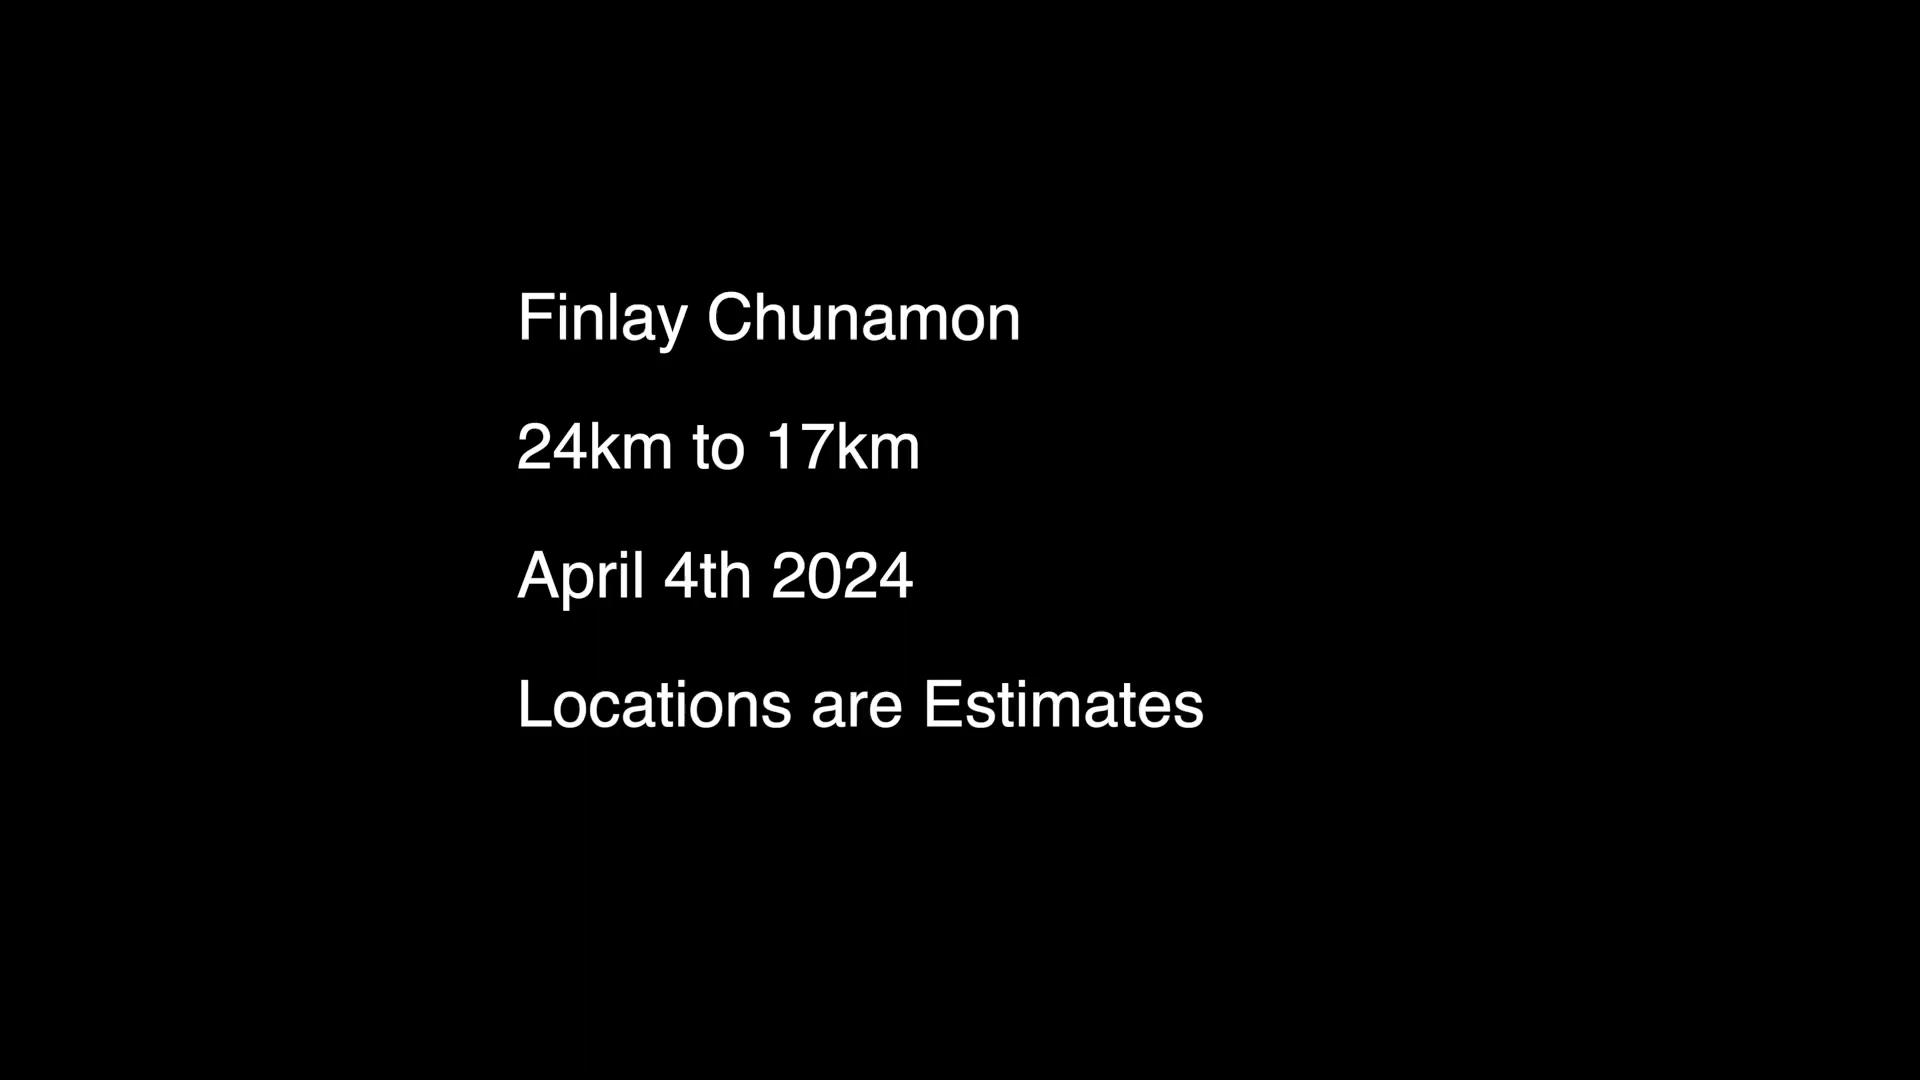 Finlay Chunamon
24km to 17km
April 4th 2024
Locations are Estimates